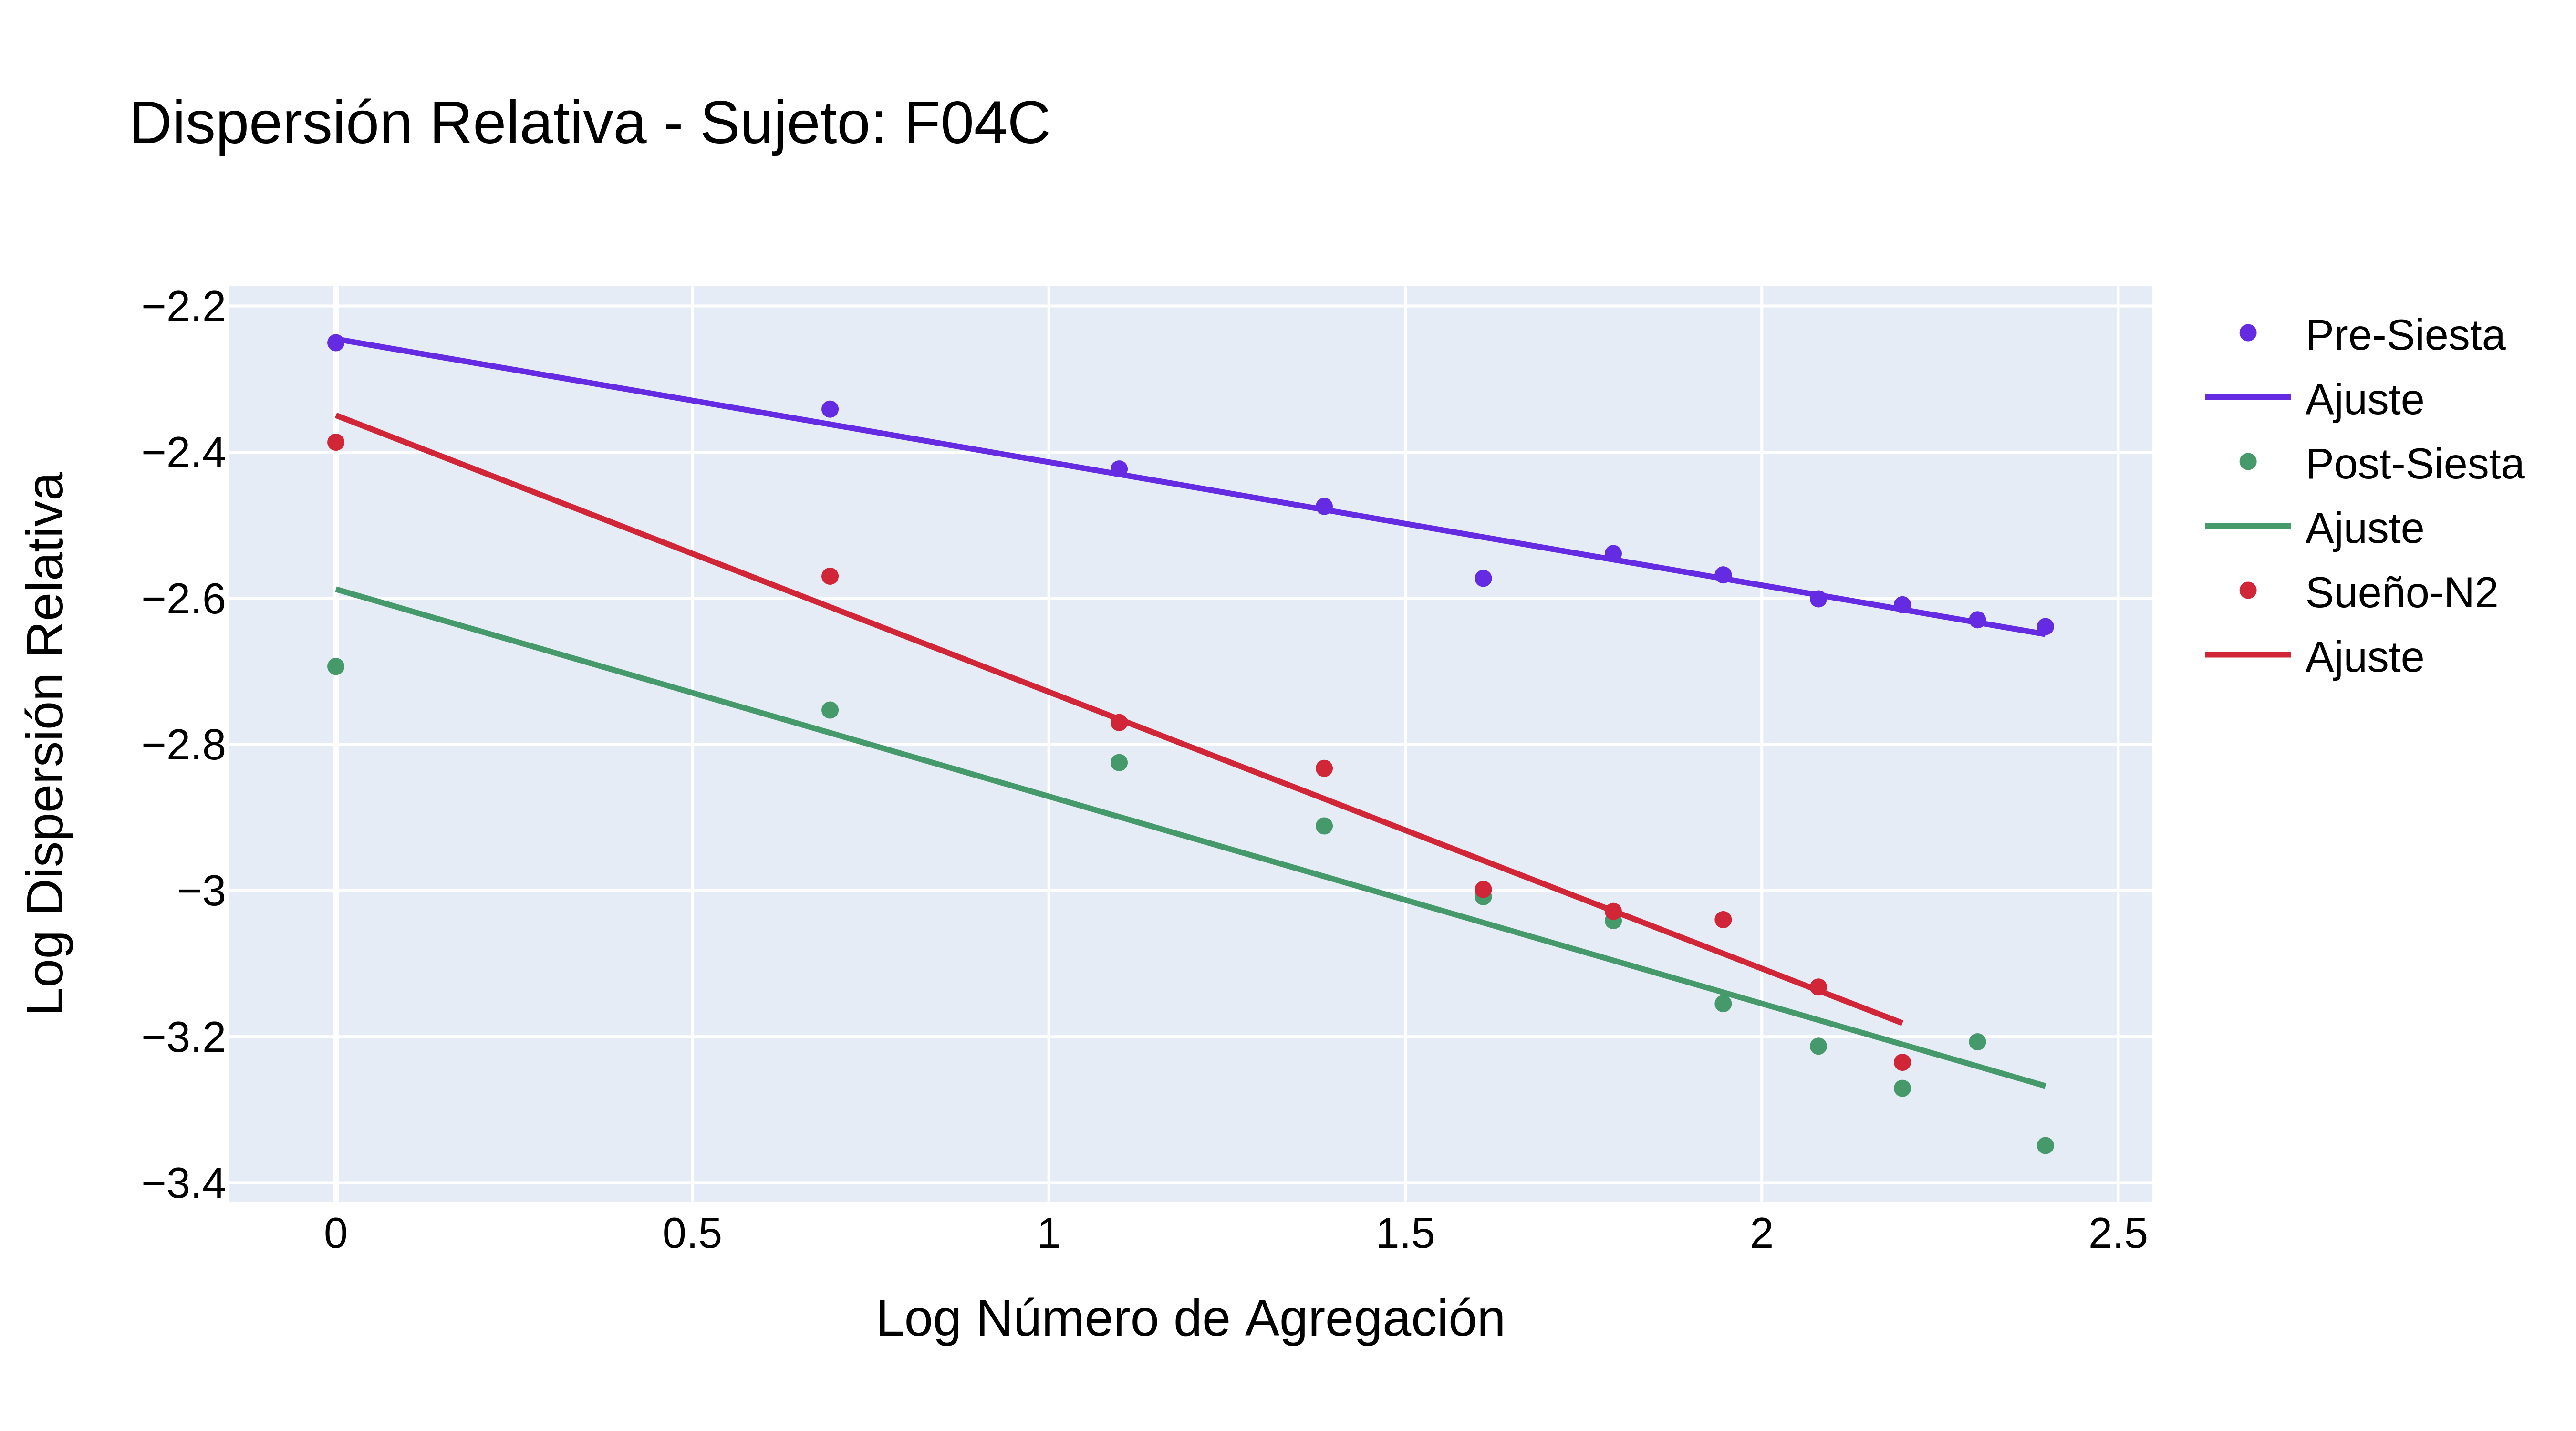 Dispersión Relativa - Sujeto: F04C
Log Dispersión Relativa
−2.2
−2.4
−2.6
−2.8
−3
−3.2
−3.4
0
0.5
1
1.5
2
2.5
Log Número de Agregación
Pre-Siesta
Ajuste
Post-Siesta
Ajuste
Sueño-N2
Ajuste